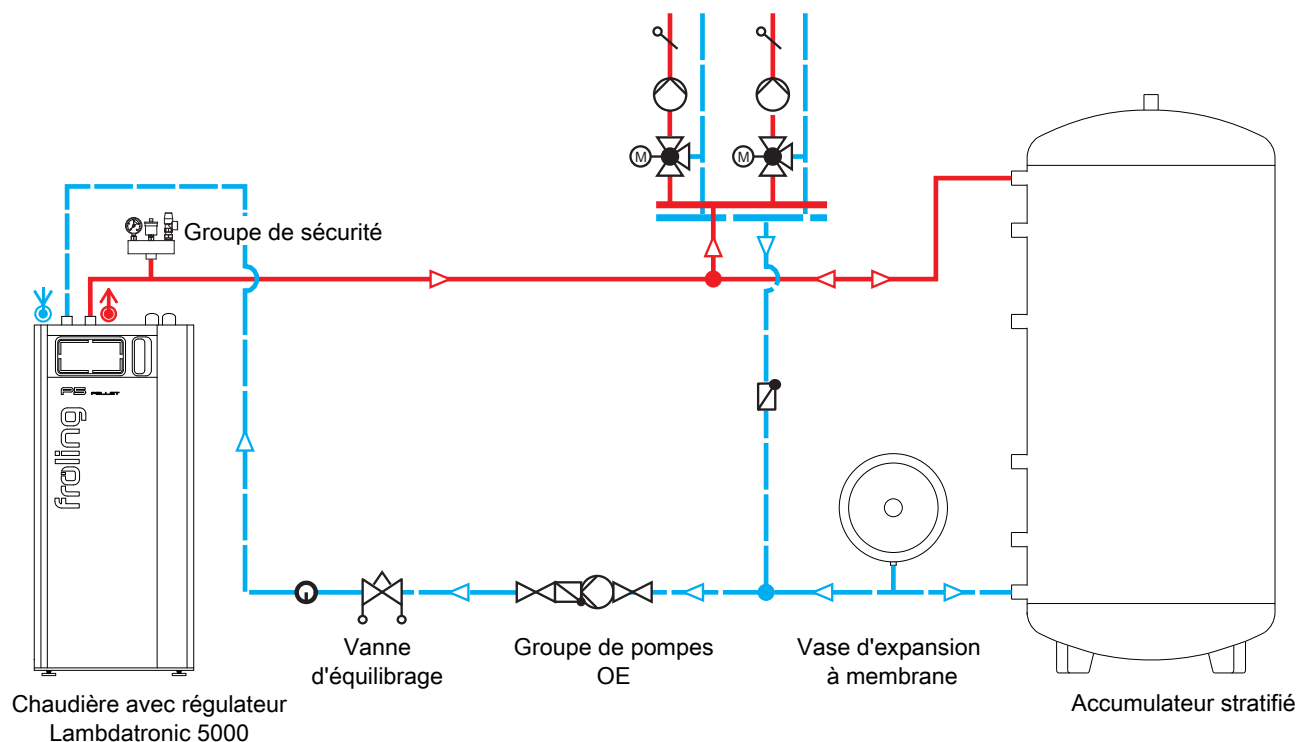 M
M
Groupe de sécurité
P5 PELLET
froling
Vanne
d'équilibrage
Groupe de pompes
OE
Vase d'expansion
à membrane
Accumulateur stratifié
Chaudière avec régulateur
Lambdatronic 5000